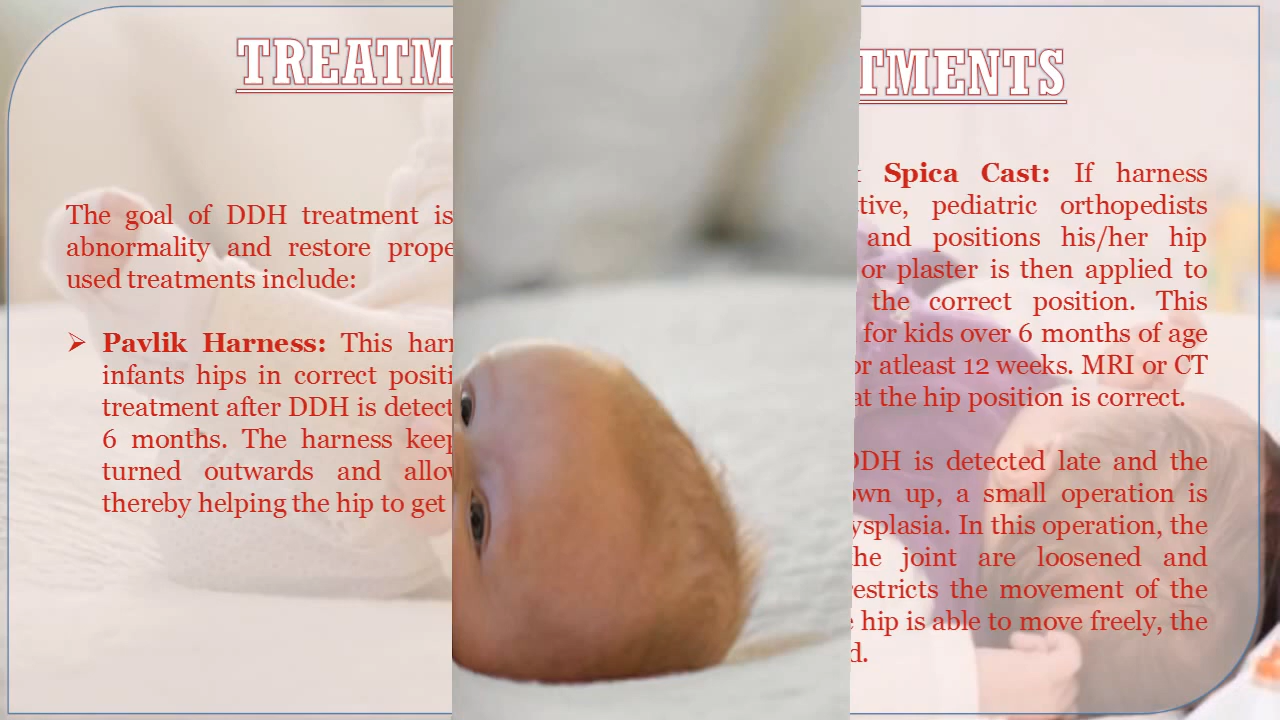 TREATM
The goal of DDH treatment is
abnormality and restore prope
used treatments include:
Pavlik Harness: This harn
infants hips in correct positi
treatment after DDH is detect
6 months. The harness keep
turned outwards and allow
thereby helping the hip to get
TMENTS
Spica Cast: If harness
tive, pediatric orthopedists
and positions his/her hip
or plaster is then applied to
the correct position. This
for kids over 6 months of age
or atleast 12 weeks. MRI or CT
at the hip position is correct.
DDH is detected late and the
own up, a small operation is
ysplasia. In this operation, the
he joint are loosened and
restricts the movement of the
hip is able to move freely, the
d.